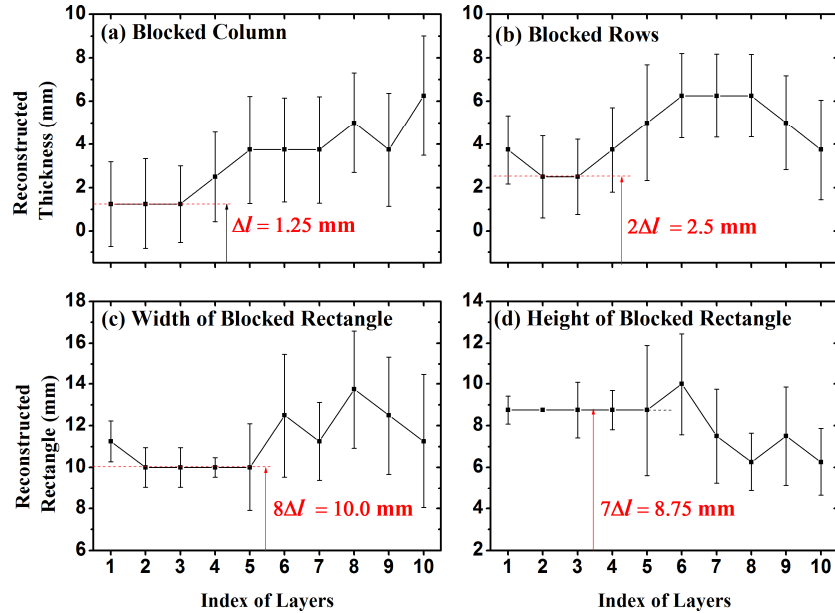 (a) Blocked Column
(b) Blocked Rows
Reconstructed
Thickness (mm)
10
8
6
4
2
0
10
8
6
4
2
0
Δl = 1.25 mm
2Δl = 2.5 mm
(c) Width of Blocked Rectangle
(d) Height of Blocked Rectangle
Reconstructed
Rectangle (mm)
18
16
14
12
10
8
6
14
12
10
8
6
4
2
8Δl = 10.0 mm
7Δl = 8.75 mm
1 2 3 4 5 6 7 8 9 10
1 2 3 4 5 6 7 8 9 10
Index of Layers
Index of Layers